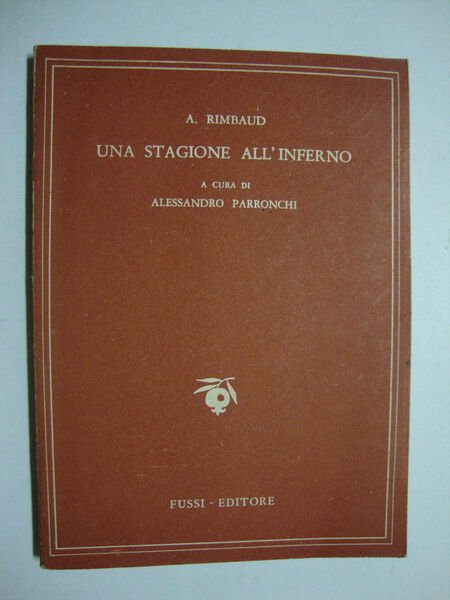 A. RIMBAUD
UNA STAGIONE ALL'INFERNO
A CURA DI
ALESSANDRO PARRONCHI
FUSSI - EDITORE